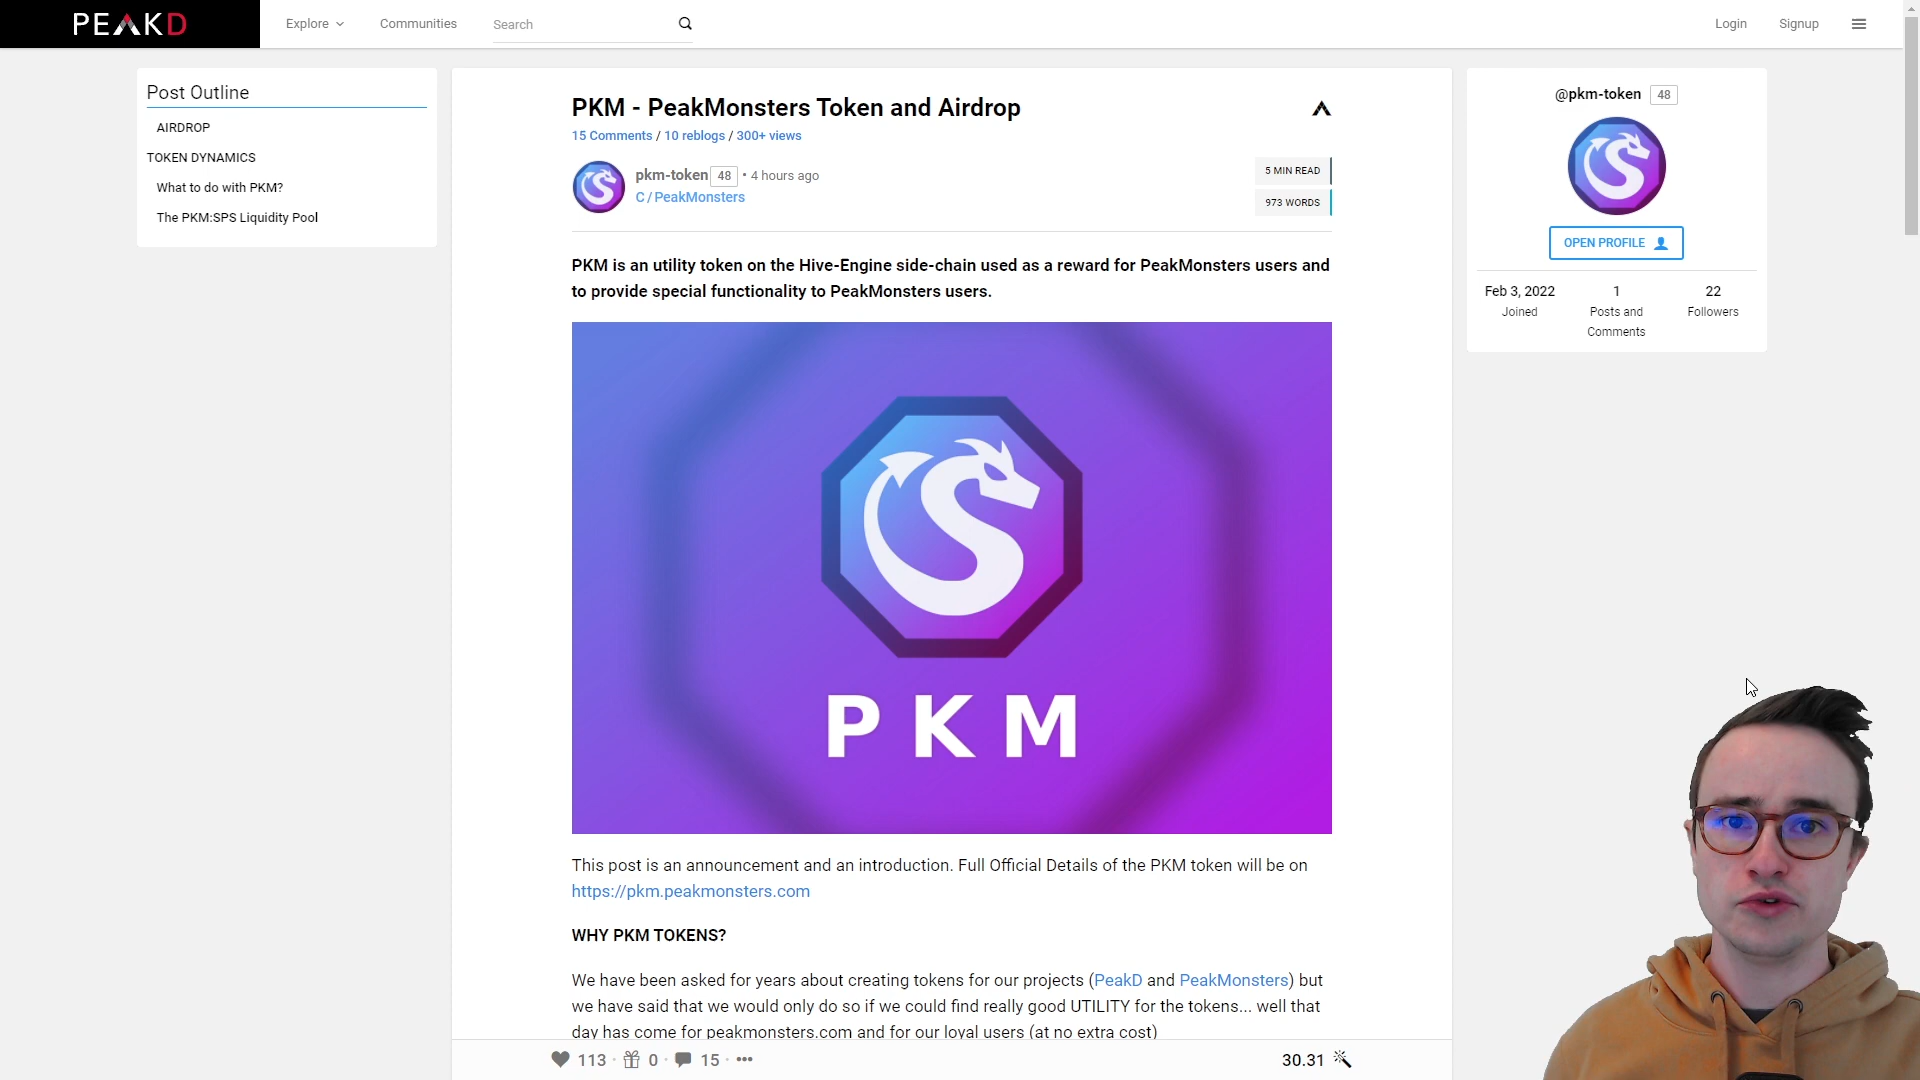 PEAKD
Explore
Communities
Search
Login
Signup
Post Outline
AIRDROP
TOKEN DYNAMICS
What to do with PKM?
The PKM:SPS Liquidity Pool
PKM - PeakMonsters Token and Airdrop
15 Comments / 10 reblogs / 300+ views
pkm-token 48 • 4 hours ago
C / PeakMonsters
5 MIN READ
973 WORDS
PKM is an utility token on the Hive-Engine side-chain used as a reward for PeakMonsters users and
to provide special functionality to PeakMonsters users.
PKM
This post is an announcement and an introduction. Full Official Details of the PKM token will be on
https://pkm.peakmonsters.com
WHY PKM TOKENS?
We have been asked for years about creating tokens for our projects (PeakD and PeakMonsters) but
we have said that we would only do so if we could find really good UTILITY for the tokens... well that
day has come for peakmonsters.com and for our loyal users (at no extra cost)
113 · 0 · 15 · •••
30.31
@pkm-token 48
OPEN PROFILE
Feb 3, 2022
Joined
1
Posts and
Comments
22
Followers